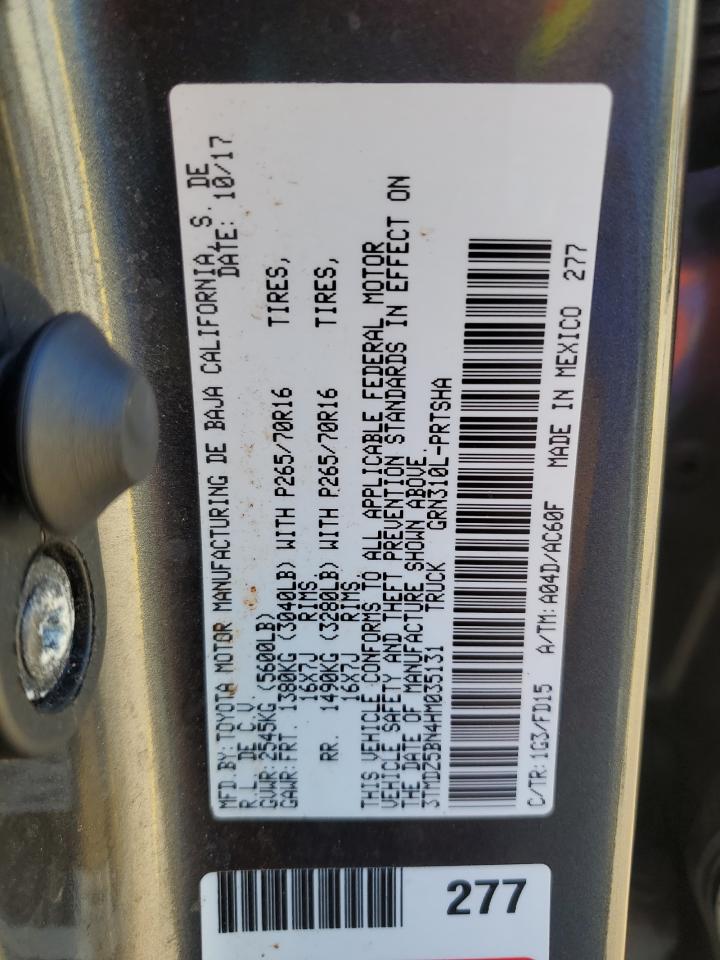 MFD.BY:TOYOTA MOTOR MANUFACTURING DE BAJA CALIFORNIA, S. DE
R.L. DE C.V. DATE: 10/17
GVWR:2545KG (5600LB)
GAWR:FRT. 1380KG (3040LB) WITH P265/70R16 TIRES,
16X7J RIMS
RR. 1490KG (3280LB) WITH P265/70R16 TIRES,
16X7J RIMS
THIS VEHICLE CONFORMS TO ALL APPLICABLE FEDERAL MOTOR
VEHICLE SAFETY AND THEFT PREVENTION STANDARDS IN EFFECT ON
THE DATE OF MANUFACTURE SHOWN ABOVE.
3TMDZ5BN4HM035131 TRUCK GRN310L-PRTSHA
C/TR:1G3/FD15 A/TM:A04D/AC60F MADE IN MEXICO 277
277